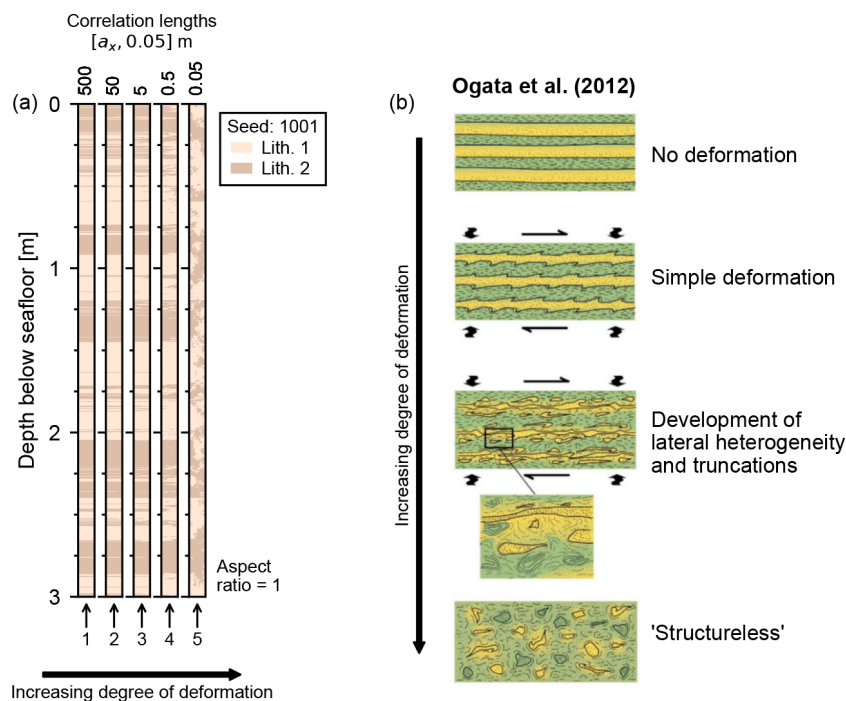 Correlation lengths
[aₓ, 0.05] m
500
50
5
0.5
0.05
(a)
0
1
2
3
Depth below seafloor [m]
Seed: 1001
Lith. 1
Lith. 2
Aspect
ratio = 1
1
2
3
4
5
Increasing degree of deformation
(b)
Ogata et al. (2012)
Increasing degree of deformation
No deformation
Simple deformation
Development of
lateral heterogeneity
and truncations
'Structureless'